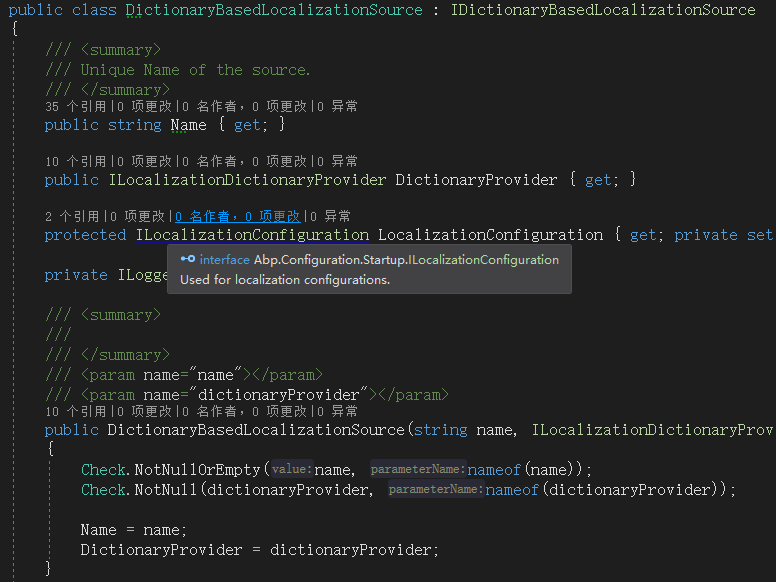 public class DictionaryBasedLocalizationSource : IDictionaryBasedLocalizationSource
{
/// <summary>
/// Unique Name of the source.
/// </summary>
35 个引用|0 项更改|0 名作者，0 项更改|0 异常
public string Name { get; }
10 个引用|0 项更改|0 名作者，0 项更改|0 异常
public ILocalizationDictionaryProvider DictionaryProvider { get; }
2 个引用|0 项更改|0 名作者，0 项更改|0 异常
protected ILocalizationConfiguration LocalizationConfiguration { get; private set
interface Abp.Configuration.Startup.ILocalizationConfiguration
Used for localization configurations.
private ILogge
/// <summary>
///
/// </summary>
/// <param name="name"></param>
/// <param name="dictionaryProvider"></param>
10 个引用|0 项更改|0 名作者，0 项更改|0 异常
public DictionaryBasedLocalizationSource(string name, ILocalizationDictionaryProv
{
Check.NotNullOrEmpty(value:name, parameterName:nameof(name));
Check.NotNull(dictionaryProvider, parameterName:nameof(dictionaryProvider));
Name = name;
DictionaryProvider = dictionaryProvider;
}